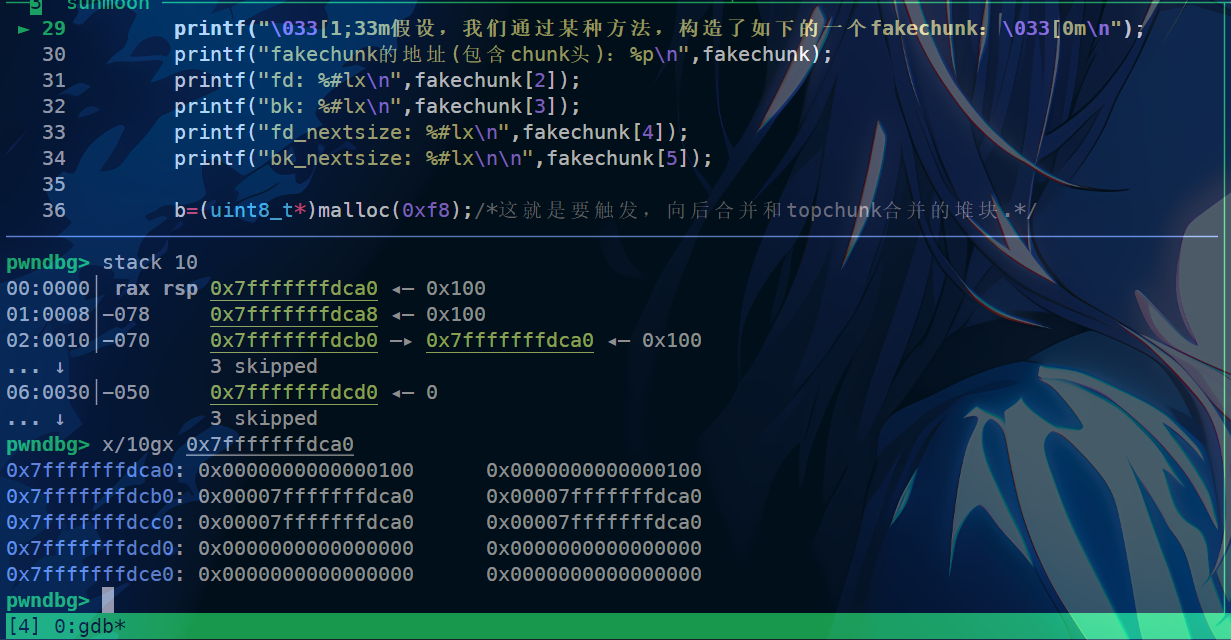 5 sunmoon
► 29 printf("\033[1;33m假设，我们通过某种方法，构造了如下的一个fakechunk：\033[0m\n");
30 printf("fakechunk的地址(包含chunk头)：%p\n",fakechunk);
31 printf("fd: %#lx\n",fakechunk[2]);
32 printf("bk: %#lx\n",fakechunk[3]);
33 printf("fd_nextsize: %#lx\n",fakechunk[4]);
34 printf("bk_nextsize: %#lx\n\n",fakechunk[5]);
35
36 b=(uint8_t*)malloc(0xf8);/*这就是要触发，向后合并和topchunk合并的堆块.*/
pwndbg> stack 10
00:0000│ rax rsp 0x7fffffffdca0 ◂— 0x100
01:0008│-078 0x7fffffffdca8 ◂— 0x100
02:0010│-070 0x7fffffffdcb0 —▸ 0x7fffffffdca0 ◂— 0x100
... ↓ 3 skipped
06:0030│-050 0x7fffffffdcd0 ◂— 0
... ↓ 3 skipped
pwndbg> x/10gx 0x7fffffffdca0
0x7fffffffdca0: 0x0000000000000100 0x0000000000000100
0x7fffffffdcb0: 0x00007fffffffdca0 0x00007fffffffdca0
0x7fffffffdcc0: 0x00007fffffffdca0 0x00007fffffffdca0
0x7fffffffdcd0: 0x0000000000000000 0x0000000000000000
0x7fffffffdce0: 0x0000000000000000 0x0000000000000000
pwndbg>
[4] 0:gdb*